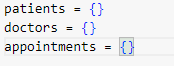 patients = {}
doctors = {}
appointments = {}